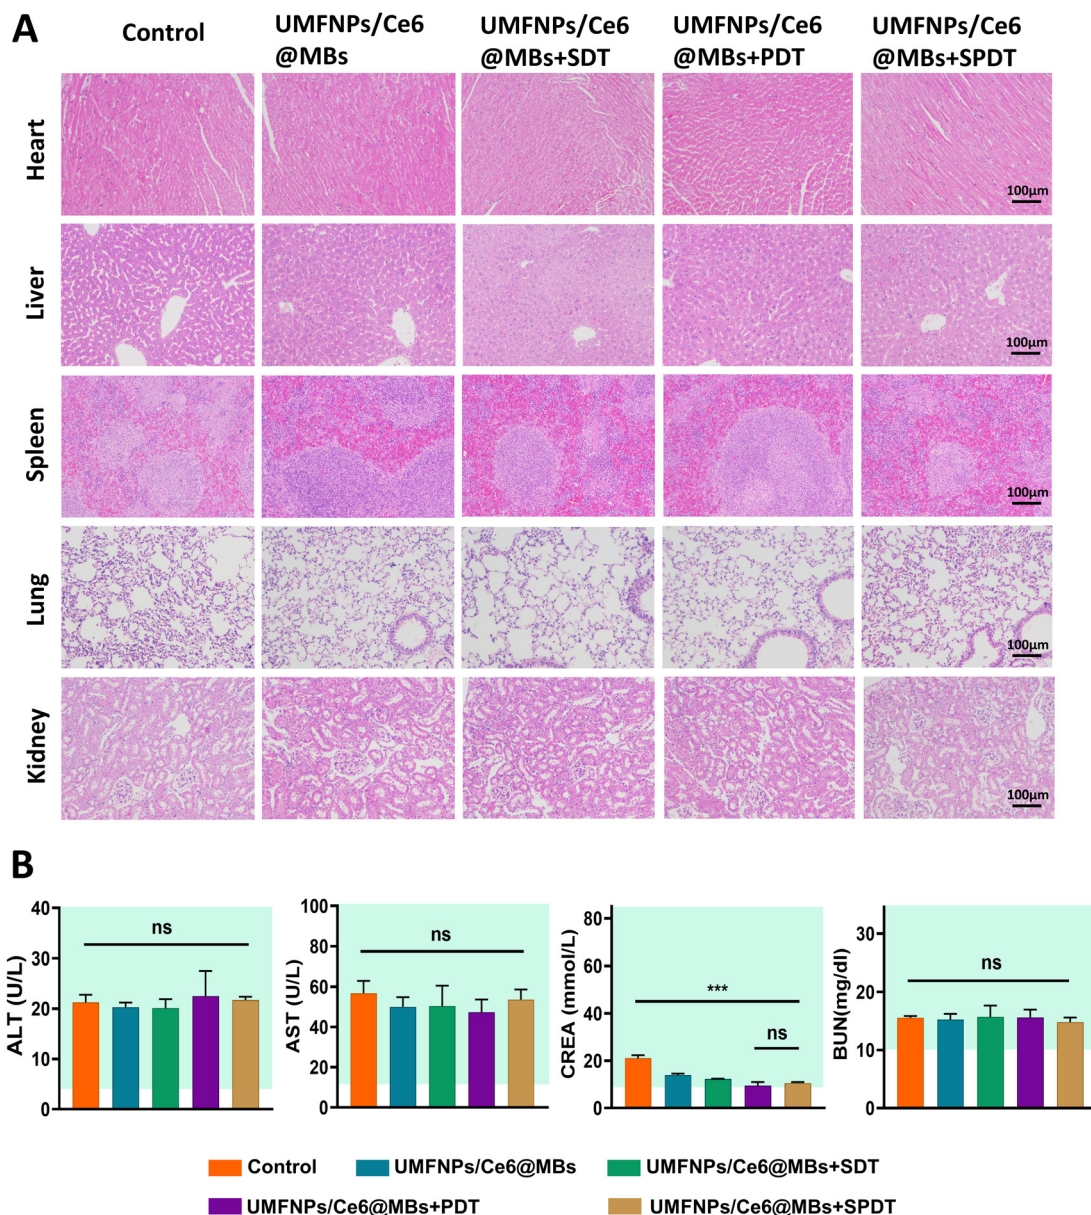 A
Control
UMFNPs/Ce6
@MBs
UMFNPs/Ce6
@MBs+SDT
UMFNPs/Ce6
@MBs+PDT
UMFNPs/Ce6
@MBs+SPDT
Heart
100μm
Liver
100μm
Spleen
100μm
Lung
100μm
Kidney
100μm
B
ALT (U/L)
40
30
20
10
0
ns
AST (U/L)
100
80
60
40
20
0
ns
CREA (mmol/L)
80
60
40
20
0
***
ns
BUN(mg/dl)
30
20
10
0
ns
Control
UMFNPs/Ce6@MBs
UMFNPs/Ce6@MBs+SDT
UMFNPs/Ce6@MBs+PDT
UMFNPs/Ce6@MBs+SPDT